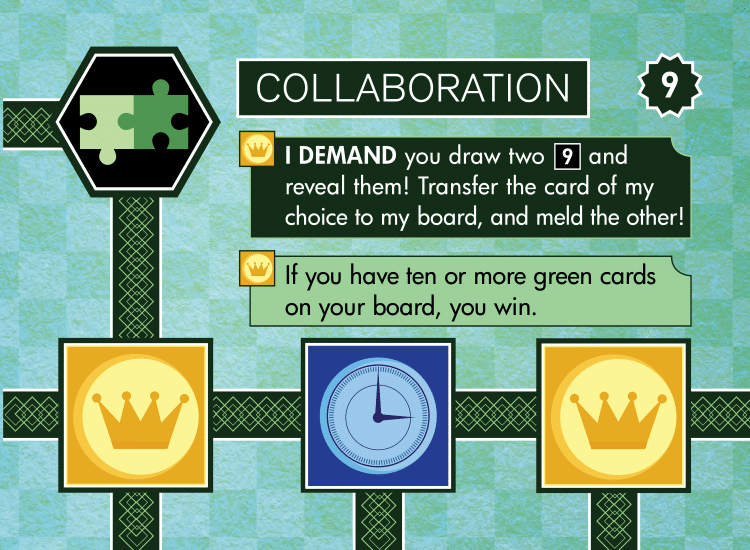 COLLABORATION
9
I DEMAND you draw two 9 and
reveal them! Transfer the card of my
choice to my board, and meld the other!
If you have ten or more green cards
on your board, you win.